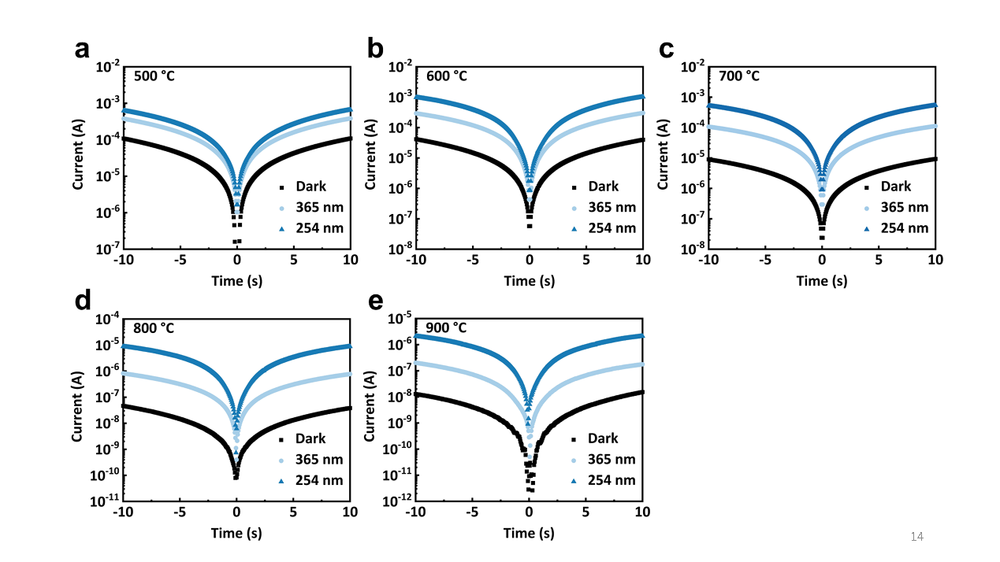 a
500 °C
10-2
10-3
10-4
10-5
10-6
10-7
Current (A)
Dark
365 nm
254 nm
-10 -5 0 5 10
Time (s)
b
600 °C
10-2
10-3
10-4
10-5
10-6
10-7
10-8
Current (A)
Dark
365 nm
254 nm
-10 -5 0 5 10
Time (s)
c
700 °C
10-2
10-3
10-4
10-5
10-6
10-7
10-8
Current (A)
Dark
365 nm
254 nm
-10 -5 0 5 10
Time (s)
d
800 °C
10-4
10-5
10-6
10-7
10-8
10-9
10-10
10-11
Current (A)
Dark
365 nm
254 nm
-10 -5 0 5 10
Time (s)
e
900 °C
10-5
10-6
10-7
10-8
10-9
10-10
10-11
10-12
Current (A)
Dark
365 nm
254 nm
-10 -5 0 5 10
Time (s)
14